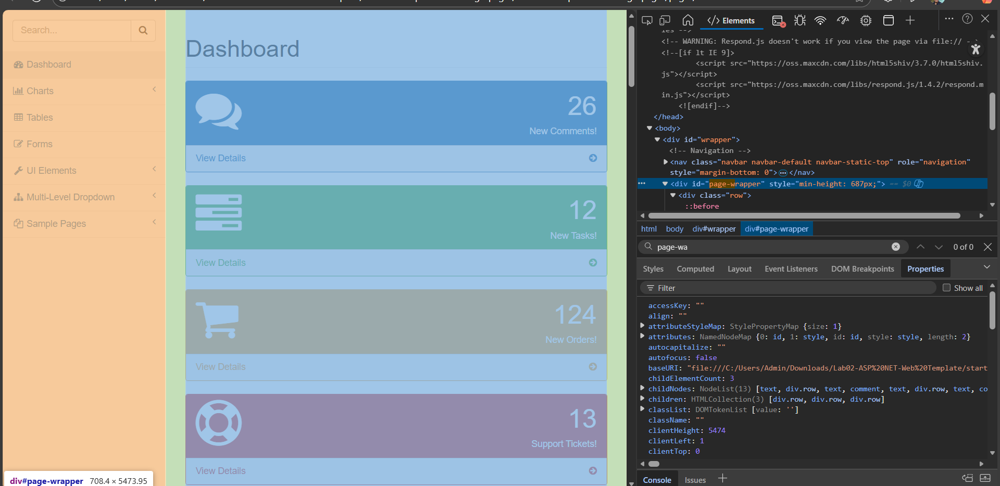 Search...
Dashboard
Charts
Tables
Forms
UI Elements
Multi-Level Dropdown
Sample Pages
Dashboard
26
New Comments!
View Details
12
New Tasks!
View Details
124
New Orders!
View Details
13
Support Tickets!
View Details
div#page-wrapper 708.4 × 5473.95
Elements
<!-- WARNING: Respond.js doesn't work if you view the page via file:// -->
<!--[if lt IE 9]>
<script src="https://oss.maxcdn.com/libs/html5shiv/3.7.0/html5shiv.
js"></script>
<script src="https://oss.maxcdn.com/libs/respond.js/1.4.2/respond.m
in.js"></script>
<![endif]-->
</head>
<body>
<div id="wrapper">
<!-- Navigation -->
<nav class="navbar navbar-default navbar-static-top" role="navigation"
style="margin-bottom: 0"> ••• </nav>
••• <div id="page-wrapper" style="min-height: 687px;"> == $0
<div class="row">
::before
html body div#wrapper div#page-wrapper
page-wa 0 of 0
Styles Computed Layout Event Listeners DOM Breakpoints Properties
Filter Show all
accessKey: ""
align: ""
attributeStyleMap: StylePropertyMap {size: 1}
attributes: NamedNodeMap {0: id, 1: style, id: id, style: style, length: 2}
autocapitalize: ""
autofocus: false
baseURI: "file:///C:/Users/Admin/Downloads/Lab02-ASP%20NET-Web%20Template/start
childElementCount: 3
childNodes: NodeList(13) [text, div.row, text, comment, text, div.row, text, co
children: HTMLCollection(3) [div.row, div.row, div.row]
classList: DOMTokenList [value: '']
className: ""
clientHeight: 5474
clientLeft: 1
clientTop: 0
Console Issues